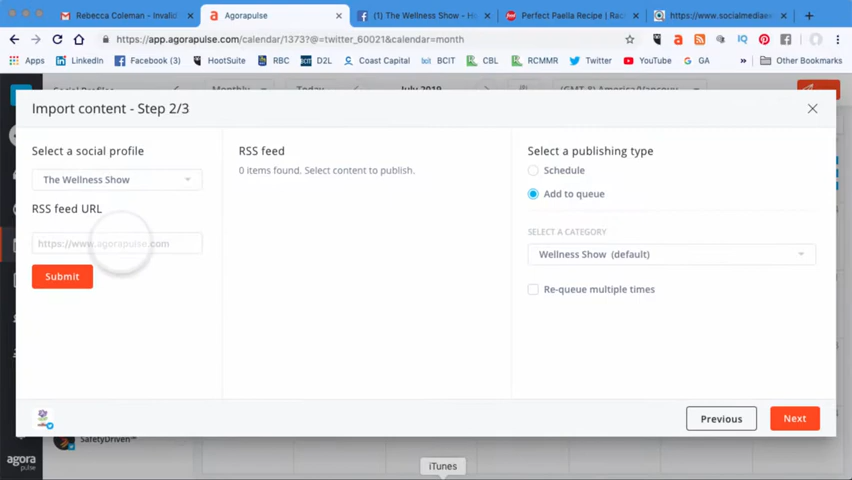 Rebecca Coleman - Invalid
Agorapulse
(1) The Wellness Show - H
Perfect Paella Recipe | Rac
https://www.socialmediae
https://app.agorapulse.com/calendar/1373?@=twitter_60021&calendar=month
Apps
LinkedIn
Facebook (3)
HootSuite
RBC
D2L
Coast Capital
BCIT
CBL
RCMMR
Twitter
YouTube
GA
Other Bookmarks
Monthly
Today
July 2019
Import content - Step 2/3
Select a social profile
The Wellness Show
RSS feed URL
https://www.agorapulse.com
Submit
RSS feed
0 items found. Select content to publish.
Select a publishing type
Schedule
Add to queue
SELECT A CATEGORY
Wellness Show (default)
Re-queue multiple times
Previous
Next
SafetyDriven™
agora
pulse
iTunes